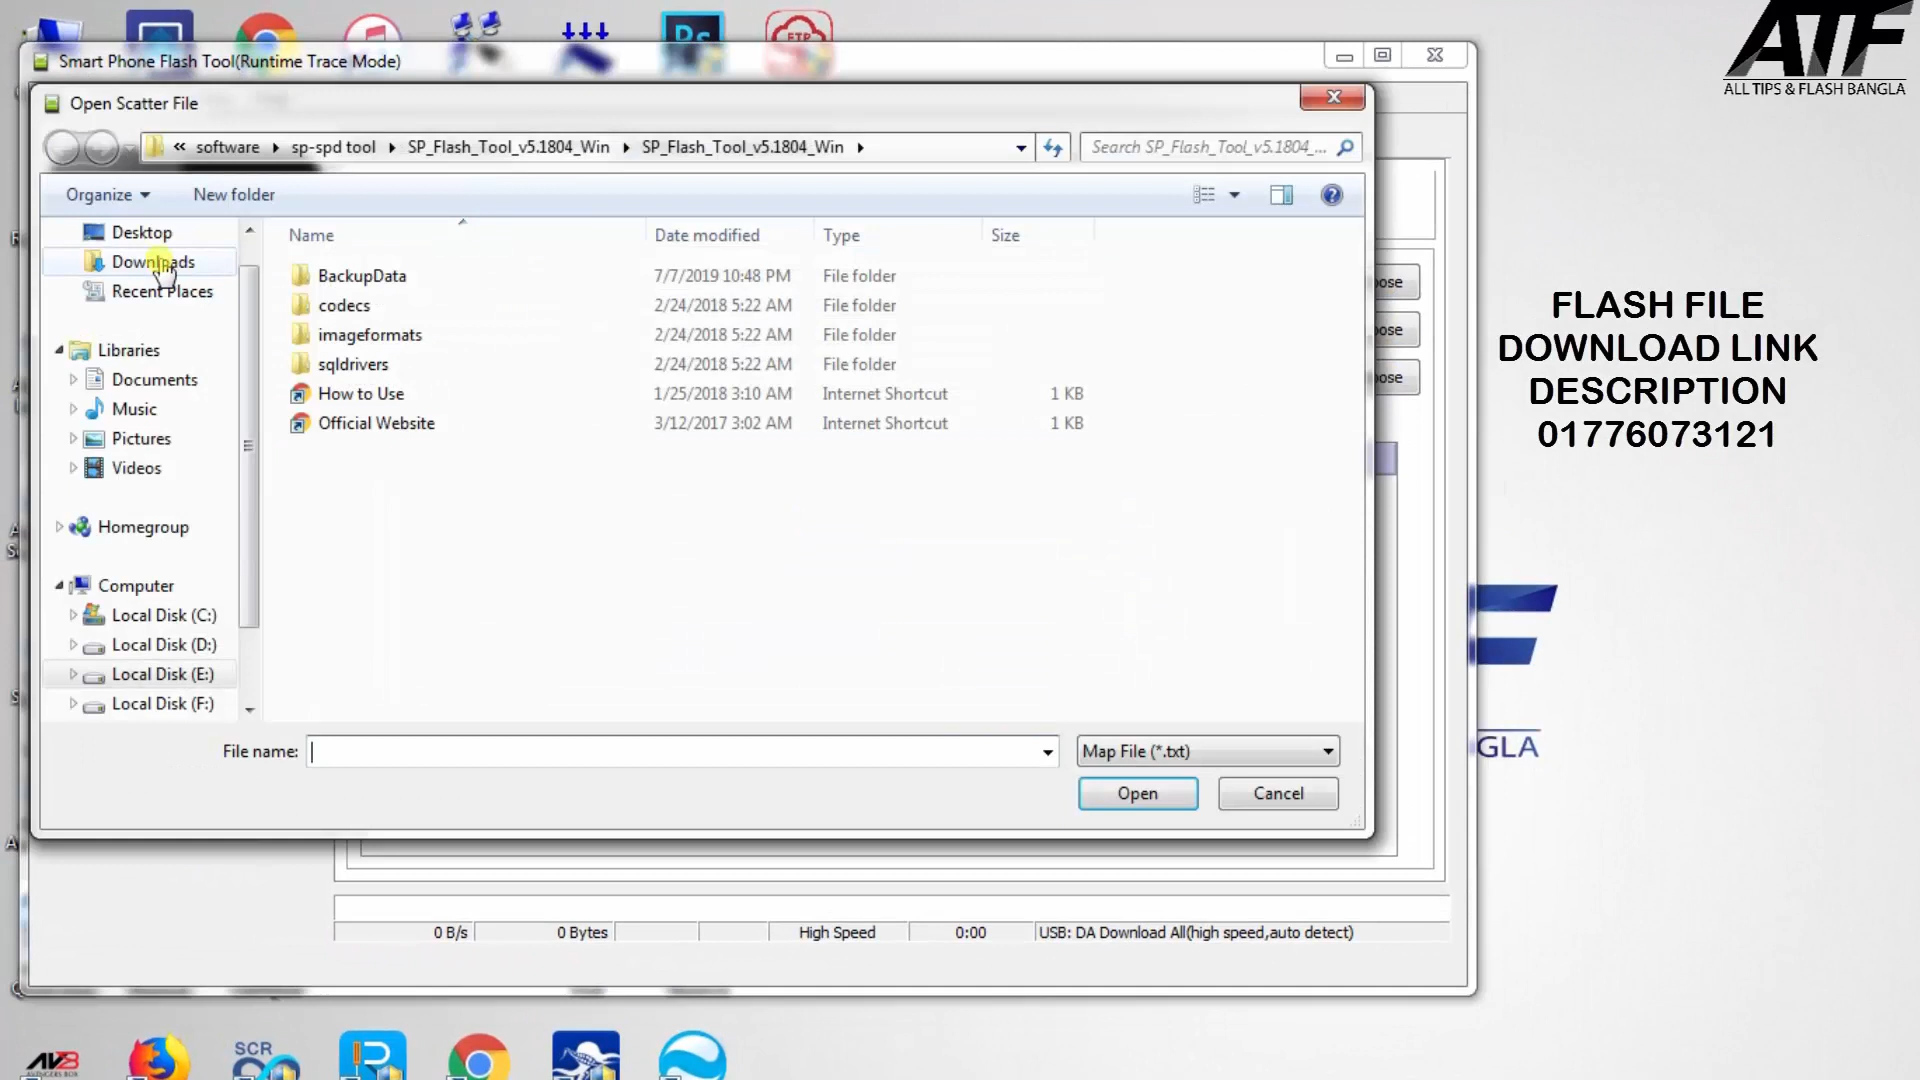 Ps
FTP
ATF
ALL TIPS & FLASH BANGLA
Smart Phone Flash Tool(Runtime Trace Mode)
Open Scatter File
« software sp-spd tool SP_Flash_Tool_v5.1804_Win SP_Flash_Tool_v5.1804_Win
Search SP_Flash_Tool_v5.1804_...
Organize New folder
Desktop
Downloads
Recent Places
Libraries
Documents
Music
Pictures
Videos
Homegroup
Computer
Local Disk (C:)
Local Disk (D:)
Local Disk (E:)
Local Disk (F:)
Name Date modified Type Size
BackupData 7/7/2019 10:48 PM File folder
codecs 2/24/2018 5:22 AM File folder
imageformats 2/24/2018 5:22 AM File folder
sqldrivers 2/24/2018 5:22 AM File folder
How to Use 1/25/2018 3:10 AM Internet Shortcut 1 KB
Official Website 3/12/2017 3:02 AM Internet Shortcut 1 KB
ose
ose
ose
FLASH FILE
DOWNLOAD LINK
DESCRIPTION
01776073121
GLA
File name: Map File (*.txt)
Open Cancel
0 B/s 0 Bytes High Speed 0:00 USB: DA Download All(high speed,auto detect)
SCR